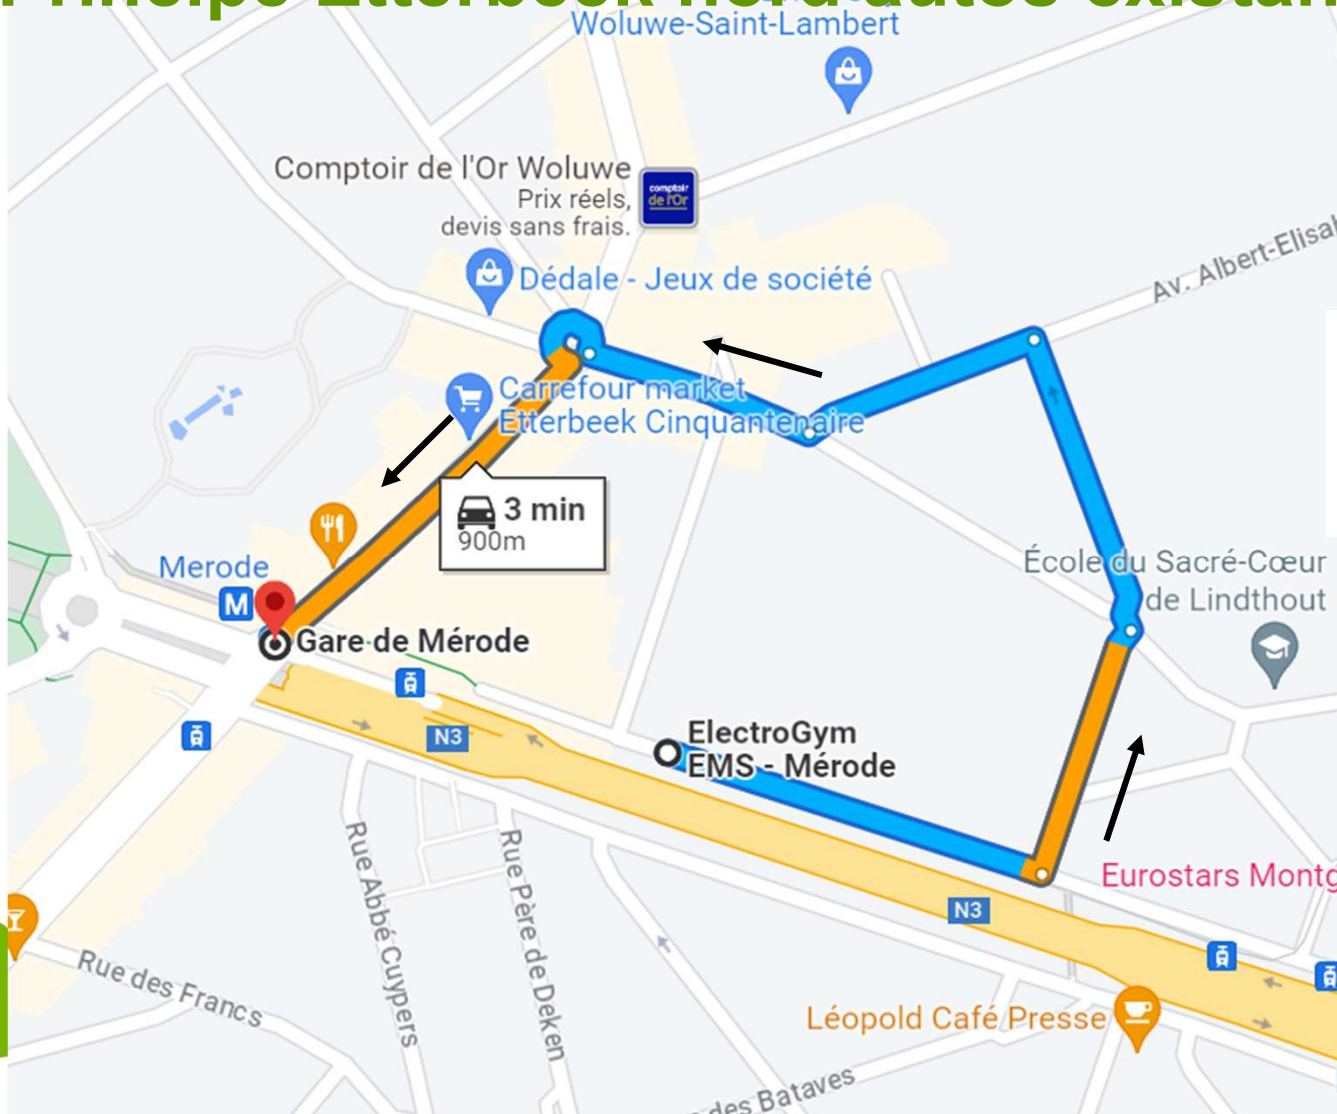 Woluwe-Saint-Lambert
Comptoir de l'Or Woluwe
Prix réels,
devis sans frais.
comptoir
de l'Or
Dédale - Jeux de société
Av. Albert-Elisa
Carrefour market
Etterbeek Cinquantenaire
3 min
900m
École du Sacré-Cœur
de Lindthout
Merode
M
Gare de Mérode
N3
ElectroGym
EMS - Mérode
Eurostars Montg
N3
Rue Abbé Cuypers
Rue Père de Deken
Rue des Francs
Léopold Café Presse
des Bataves